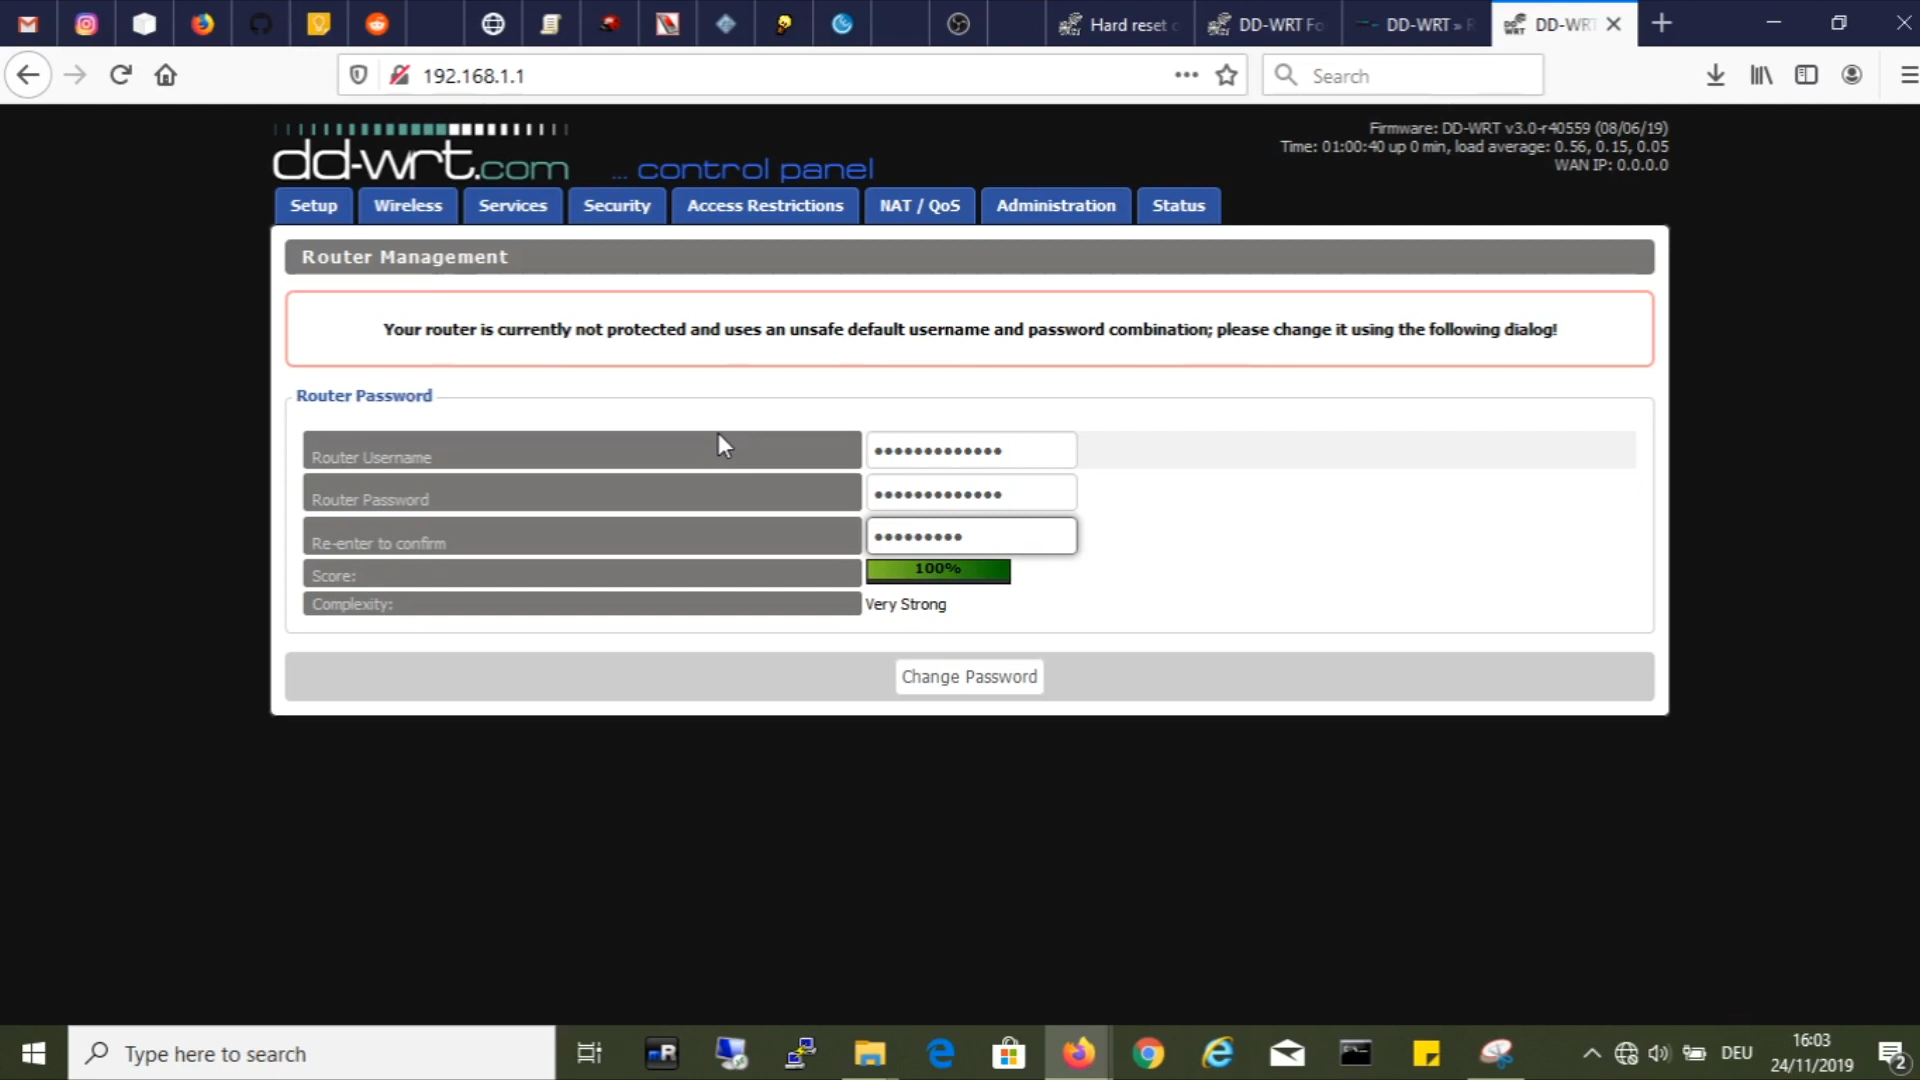 Hard reset
DD-WRT Fo
DD-WRT » R
DD-WRT
192.168.1.1
Search
dd-wrt.com ... control panel
Firmware: DD-WRT v3.0-r40559 (08/06/19)
Time: 01:00:40 up 0 min, load average: 0.56, 0.15, 0.05
WAN IP: 0.0.0.0
Setup
Wireless
Services
Security
Access Restrictions
NAT / QoS
Administration
Status
Router Management
Your router is currently not protected and uses an unsafe default username and password combination; please change it using the following dialog!
Router Password
Router Username
Router Password
Re-enter to confirm
Score: 100%
Complexity: Very Strong
Change Password
Type here to search
DEU
16:03
24/11/2019
2